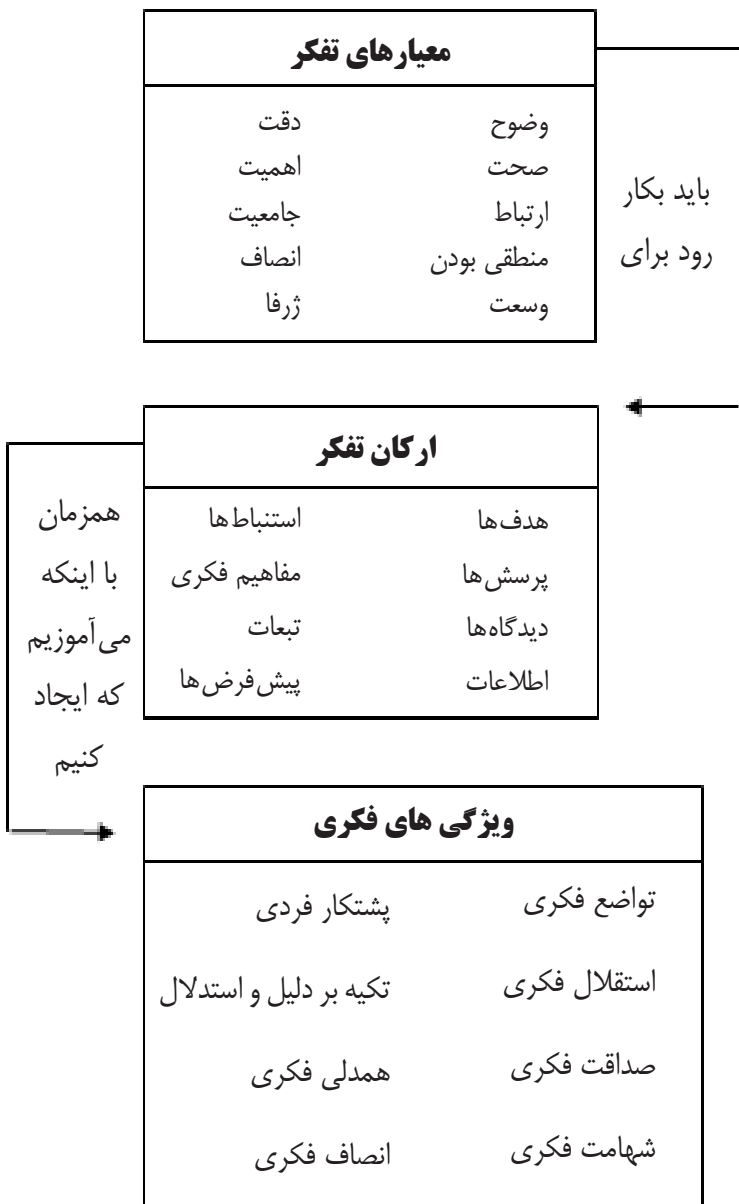 معیارهای تفکر
وضوح دقت
صحت اهمیت
ارتباط جامعیت
منطقی بودن انصاف
وسعت ژرفا
باید بکار
رود برای
ارکان تفکر
هدف‌ها استنباط‌ها
پرسش‌ها مفاهیم فکری
دیدگاه‌ها تبعات
اطلاعات پیش‌فرض‌ها
همزمان
با اینکه
می‌آموزیم
که ایجاد
کنیم
ویژگی های فکری
تواضع فکری پشتکار فردی
استقلال فکری تکیه بر دلیل و استدلال
صداقت فکری همدلی فکری
شهامت فکری انصاف فکری